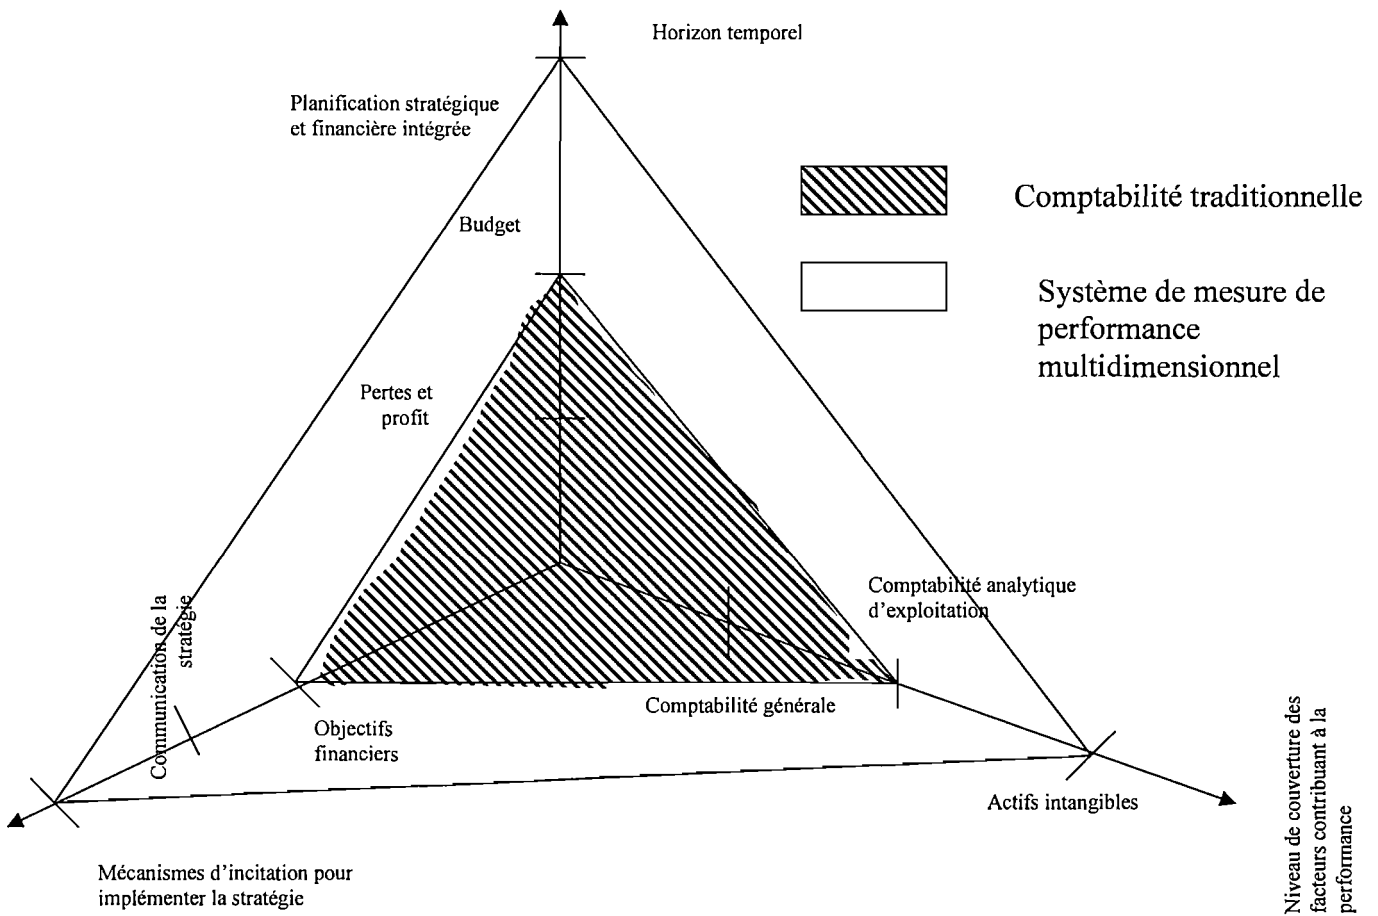 Horizon temporel
Planification stratégique
et financière intégrée
Comptabilité traditionnelle
Budget
Système de mesure de
performance
multidimensionnel
Pertes et
profit
Comptabilité analytique
d'exploitation
Communication de la
stratégie
Comptabilité générale
Objectifs
financiers
Actifs intangibles
Niveau de couverture des
facteurs contribuant à la
performance
Mécanismes d'incitation pour
implémenter la stratégie